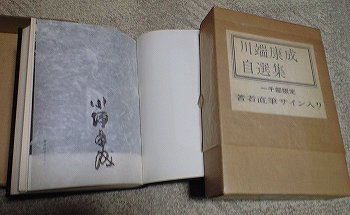 川端康成
川端康成
自選集
一千部限定
著者直筆サイン入り